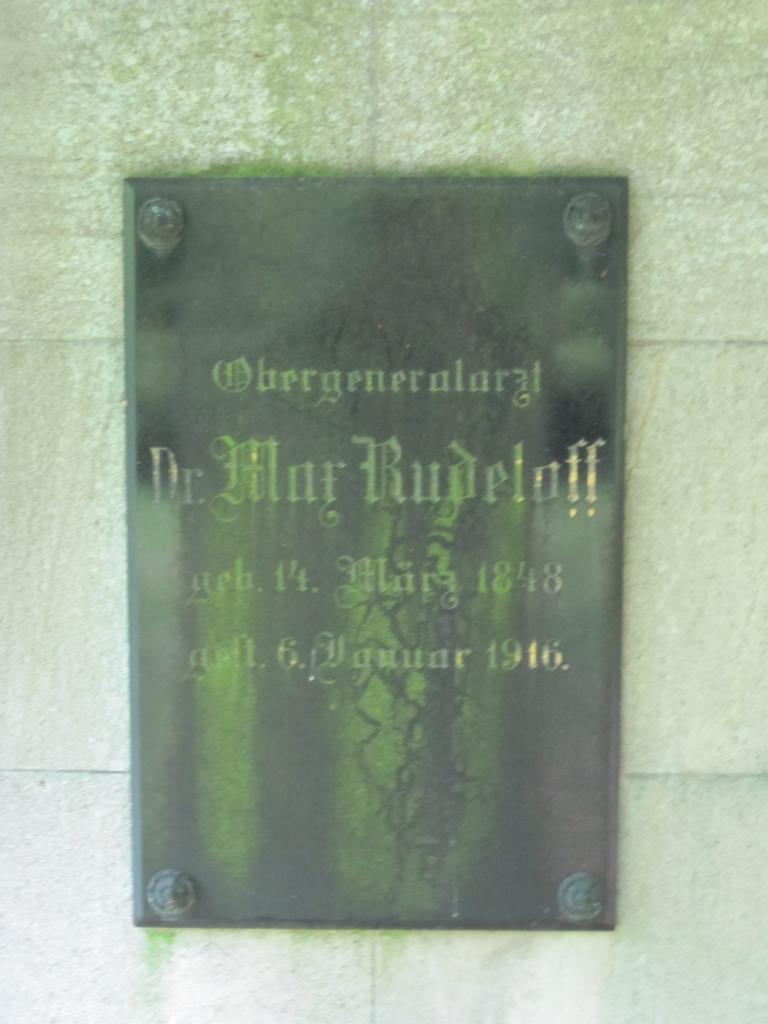 Obergeneralarzt
Dr. Max Rudeloff
geb. 14. März 1848
gest. 6. Januar 1916.